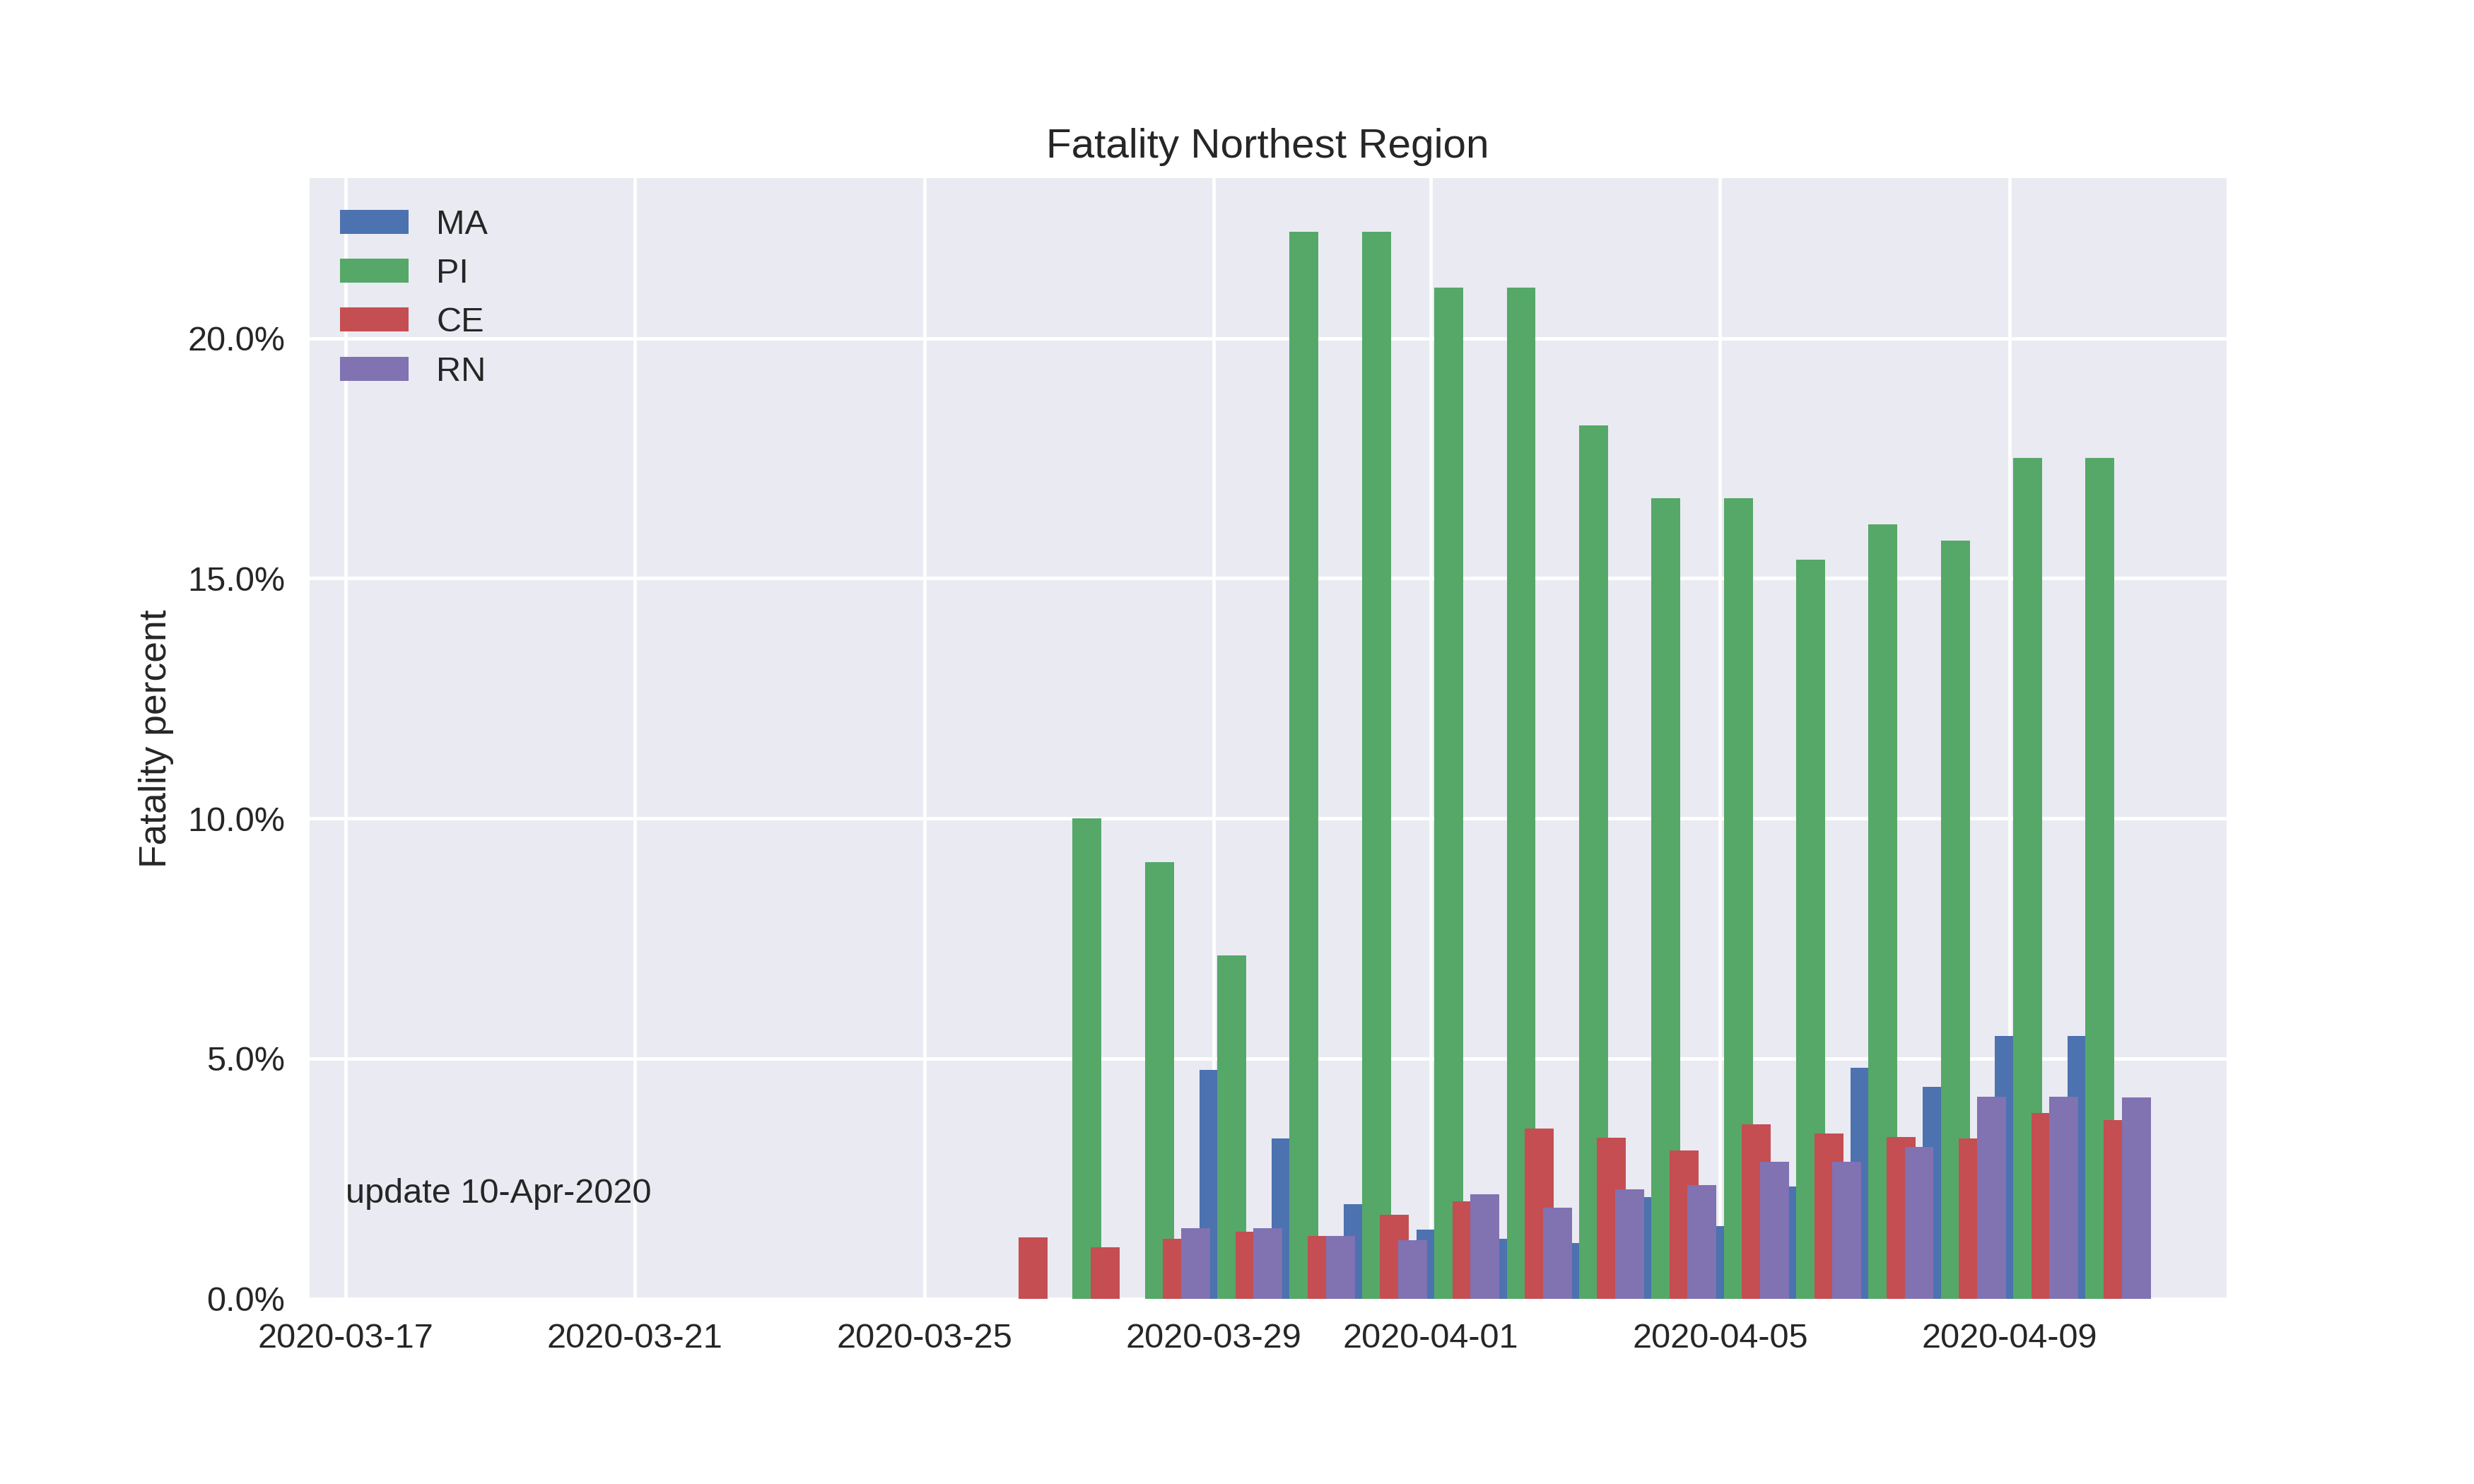 Fatality Northest Region
MA
PI
CE
RN
20.0%
15.0%
10.0%
5.0%
0.0%
Fatality percent
update 10-Apr-2020
2020-03-17 2020-03-21 2020-03-25 2020-03-29 2020-04-01 2020-04-05 2020-04-09